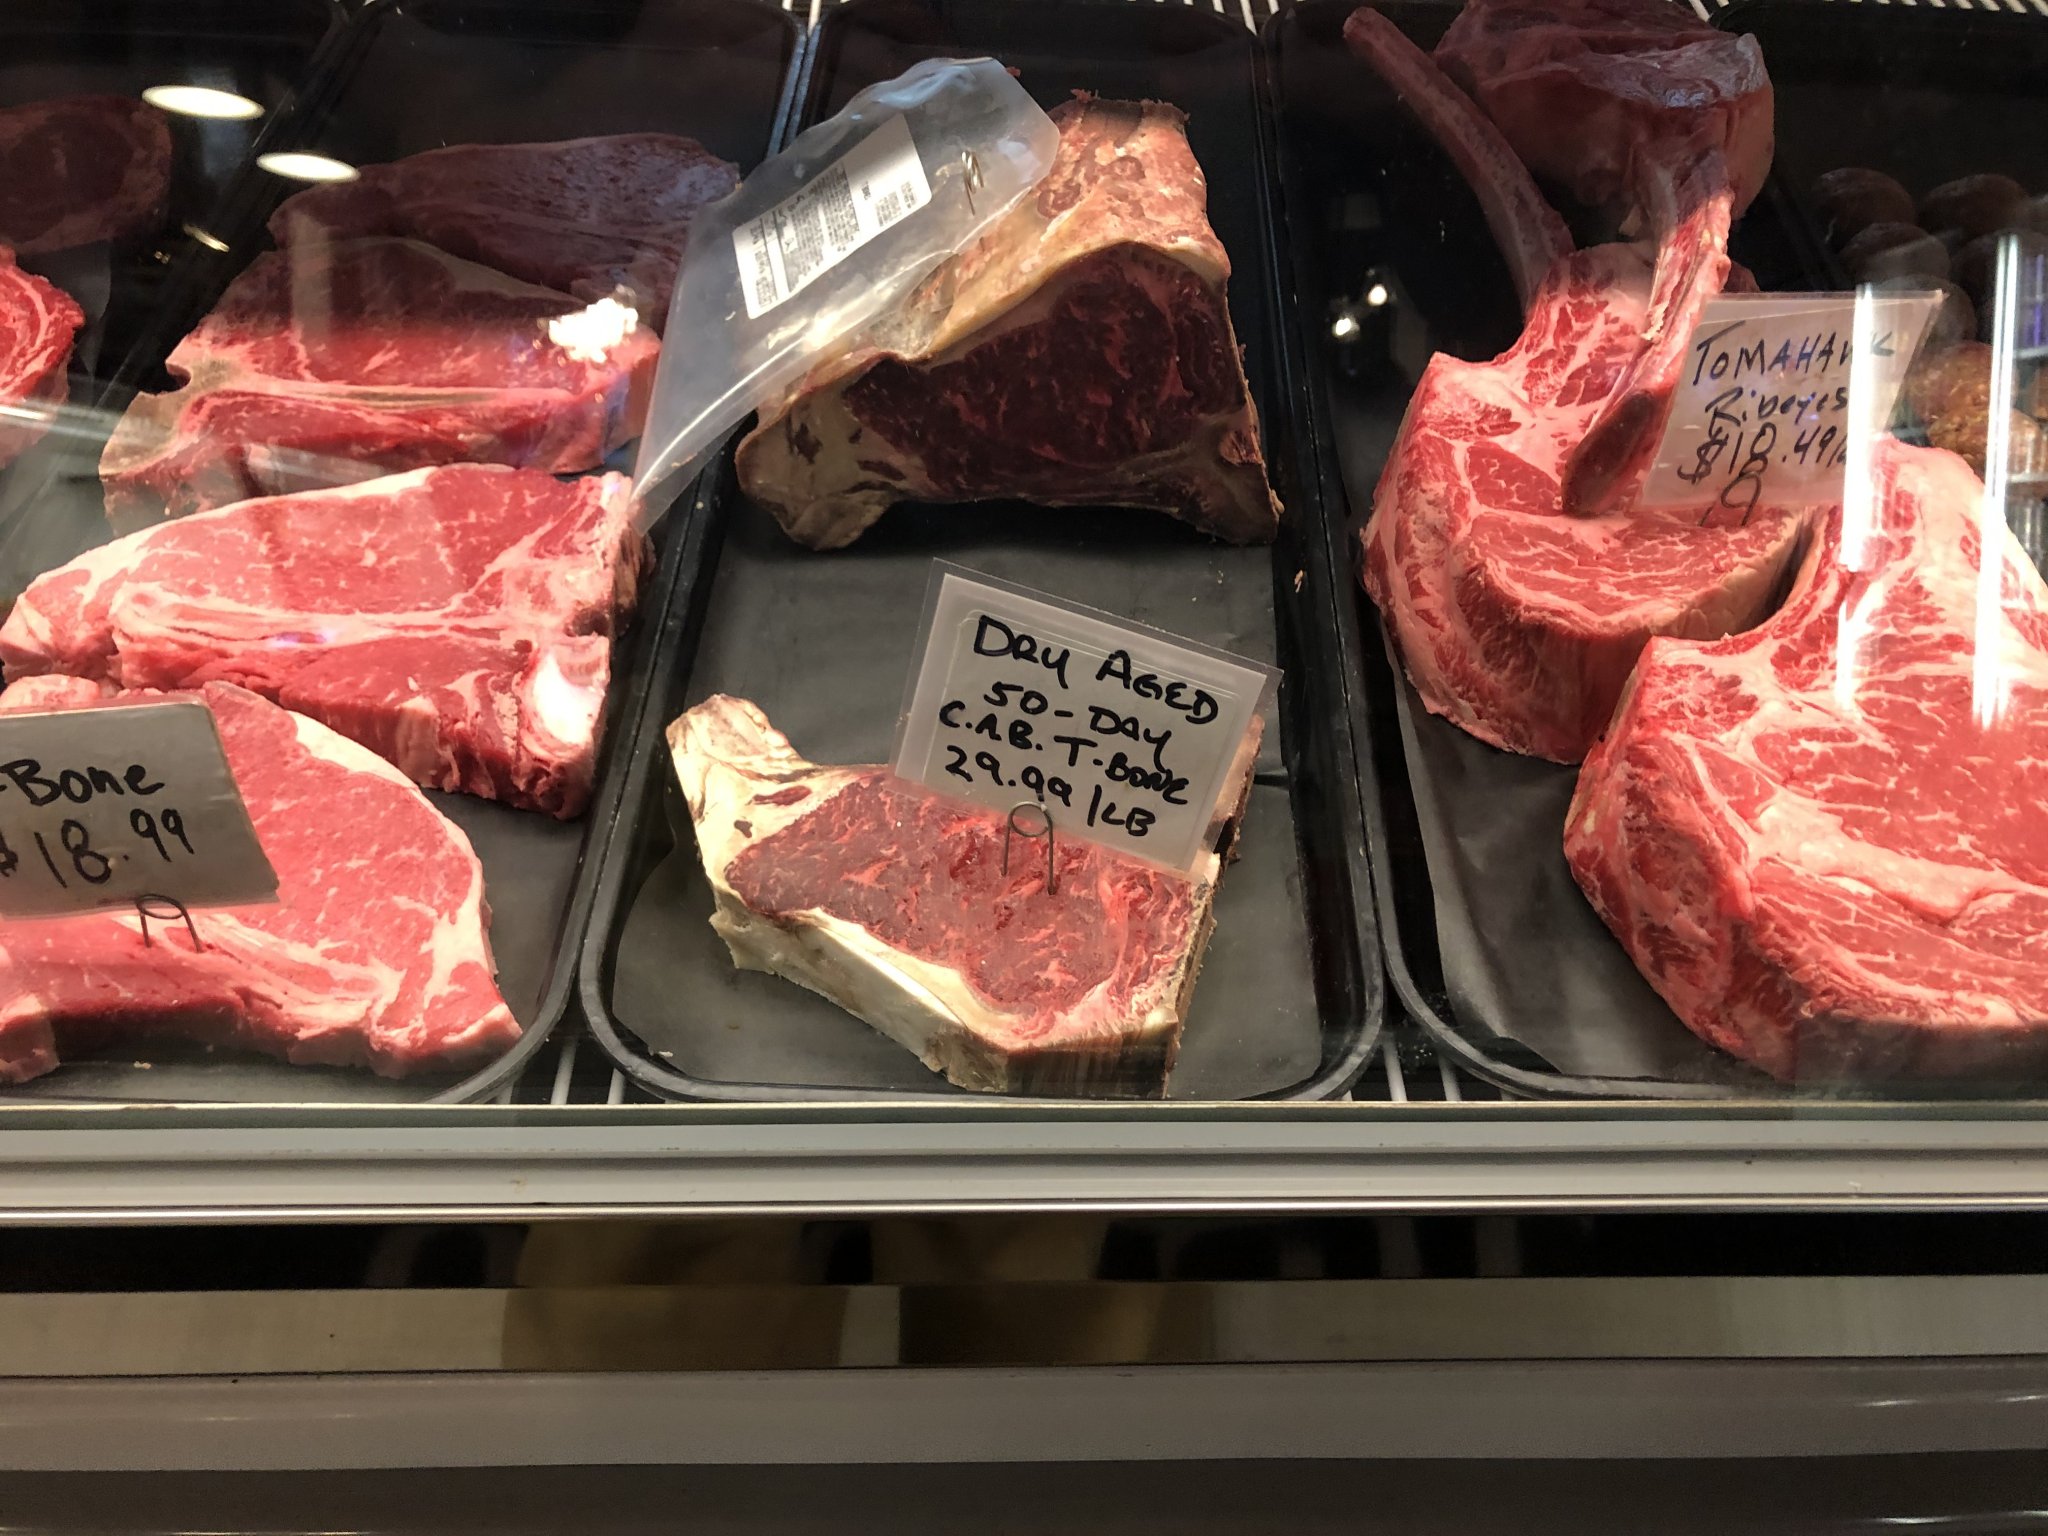 -Bone
$18.99
DRY AGED
50-DAY
C.A.B. T-BONE
29.99/LB
TOMAHAWK
Ribeyes